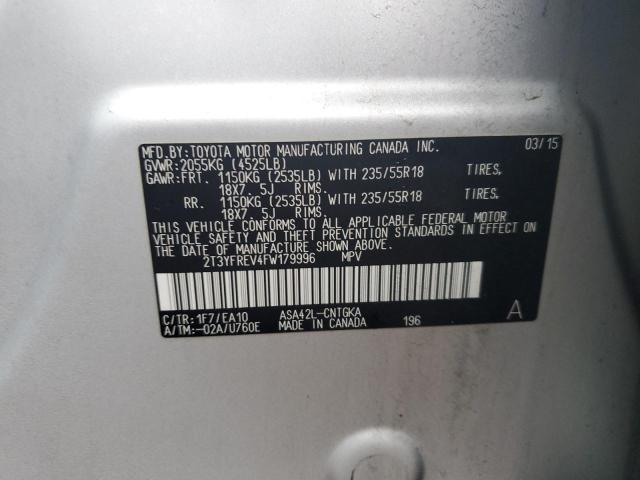 MFD.BY:TOYOTA MOTOR MANUFACTURING CANADA INC. 03/15
GVWR:2055KG (4525LB)
GAWR:FRT. 1150KG (2535LB) WITH 235/55R18 TIRES.
18X7. 5J RIMS.
RR. 1150KG (2535LB) WITH 235/55R18 TIRES.
18X7. 5J RIMS.
THIS VEHICLE CONFORMS TO ALL APPLICABLE FEDERAL MOTOR
VEHICLE SAFETY AND BUMPER STANDARDS IN EFFECT ON
THE DATE OF MANUFACTURE SHOWN ABOVE.
2T3YFREV4FW179996 MPV
C/TR:1F7/EA10 ASA42L-CNTGKA
A/TM:-02A/U760E MADE IN CANADA 196 A